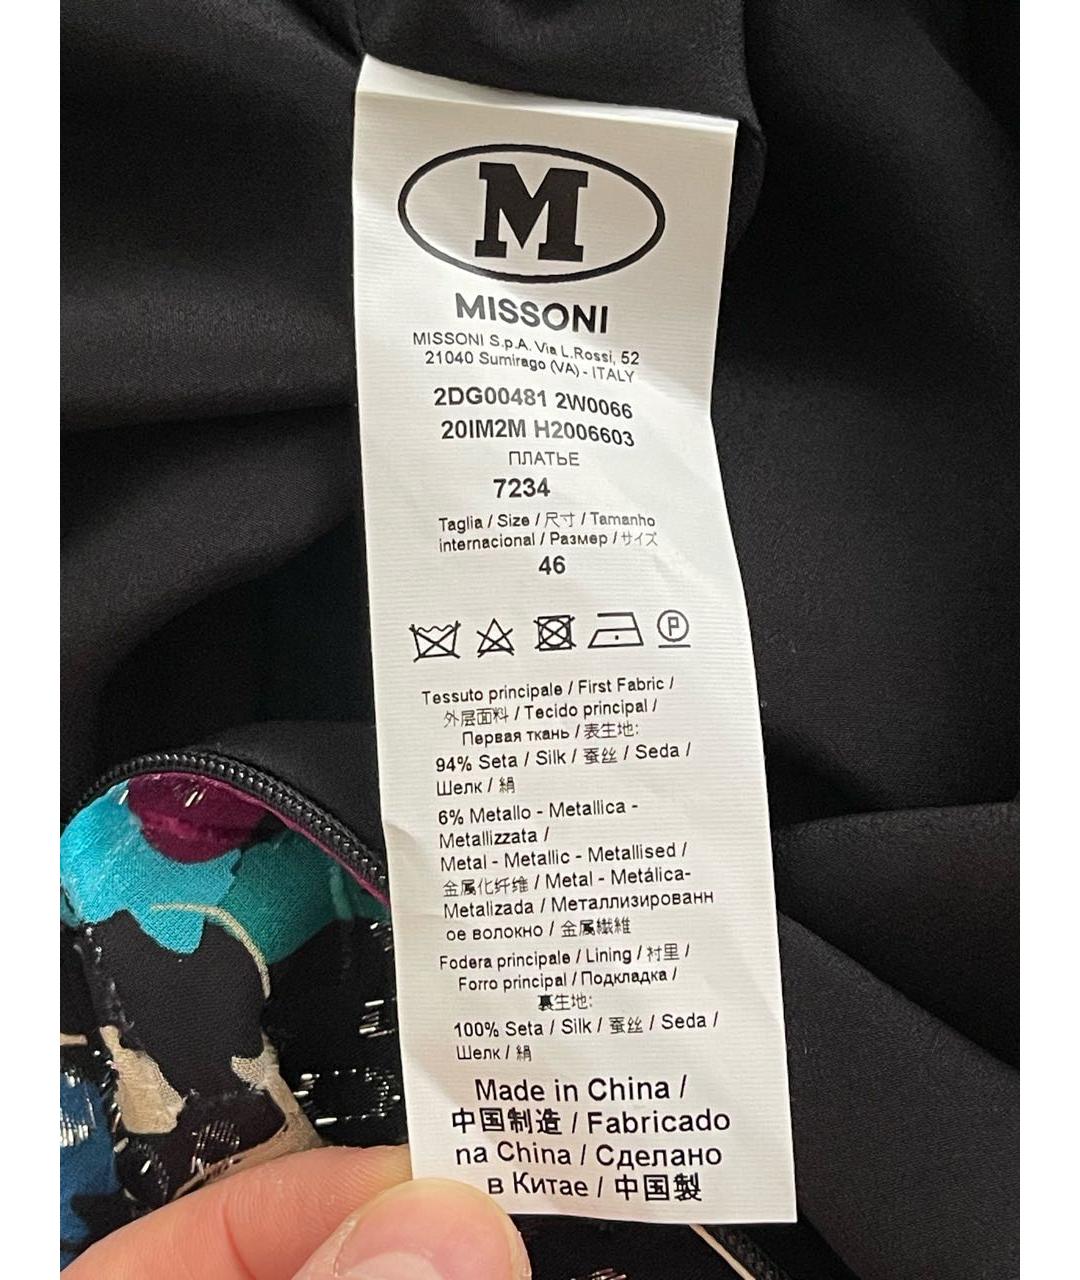 M
MISSONI
MISSONI S.p.A. Via L.Rossi, 52
21040 Sumirago (VA) - ITALY
2DG00481 2W0066
20IM2M H2006603
ПЛАТЬЕ
7234
Taglia / Size / 尺寸 / Tamanho
internacional / Размер / サイズ
46
P
Tessuto principale / First Fabric /
外层面料 / Tecido principal /
Первая ткань / 表生地:
94% Seta / Silk / 蚕丝 / Seda /
Шелк / 絹
6% Metallo - Metallica -
Metallizzata /
Metal - Metallic - Metallised /
金属化纤维 / Metal - Metálica-
Metalizada / Металлизированн
ое волокно / 金属繊維
Fodera principale / Lining / 衬里 /
Forro principal / Подкладка /
裏生地:
100% Seta / Silk / 蚕丝 / Seda /
Шелк / 絹
Made in China /
中国制造 / Fabricado
na China / Сделано
в Китае / 中国製